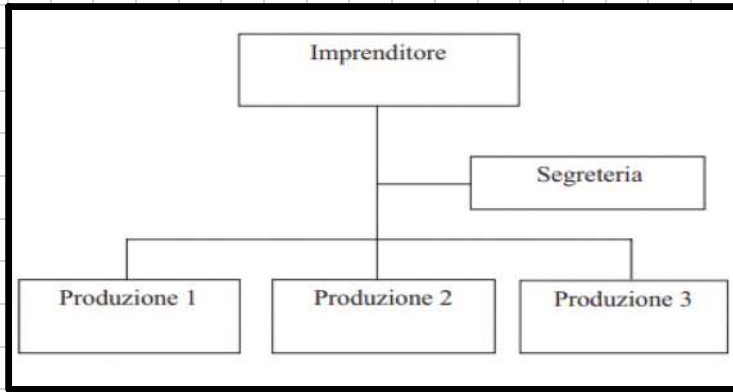 Imprenditore
Segreteria
Produzione 1
Produzione 2
Produzione 3